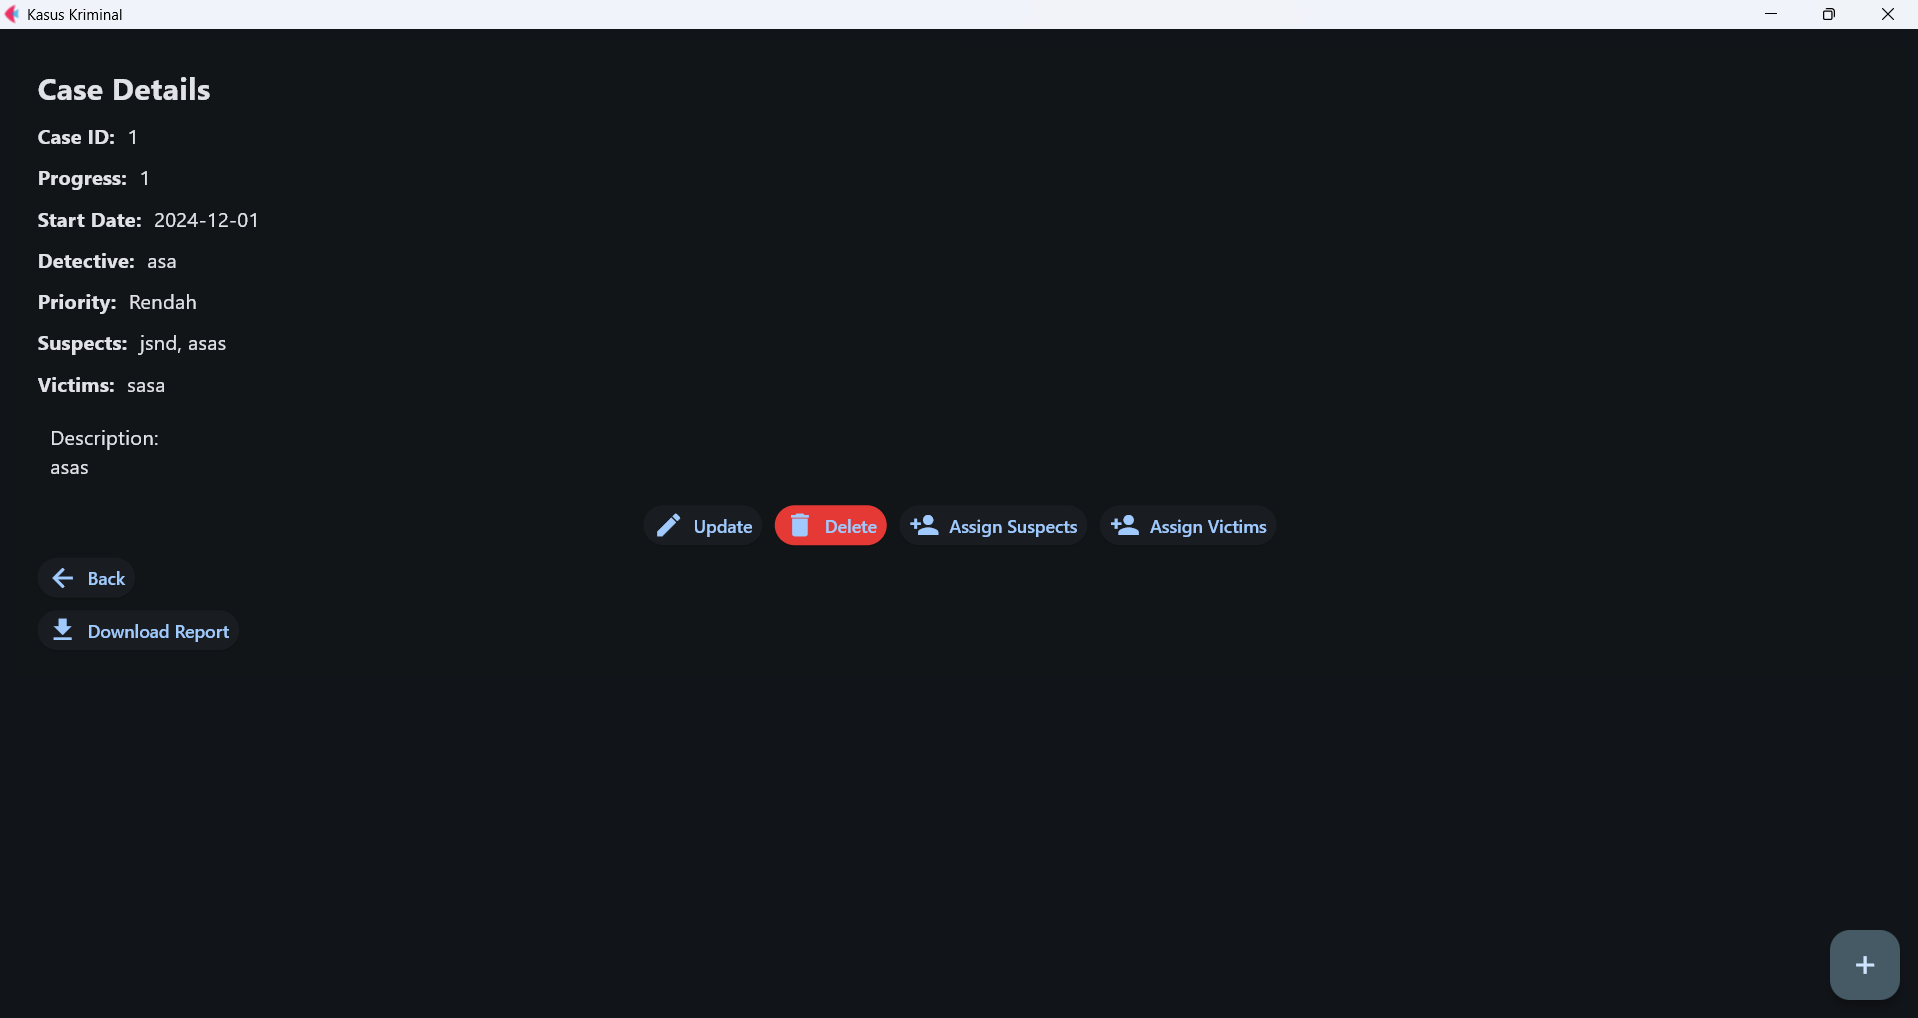 Kasus Kriminal
Case Details
Case ID: 1
Progress: 1
Start Date: 2024-12-01
Detective: asa
Priority: Rendah
Suspects: jsnd, asas
Victims: sasa
Description:
asas
Update Delete Assign Suspects Assign Victims
Back
Download Report